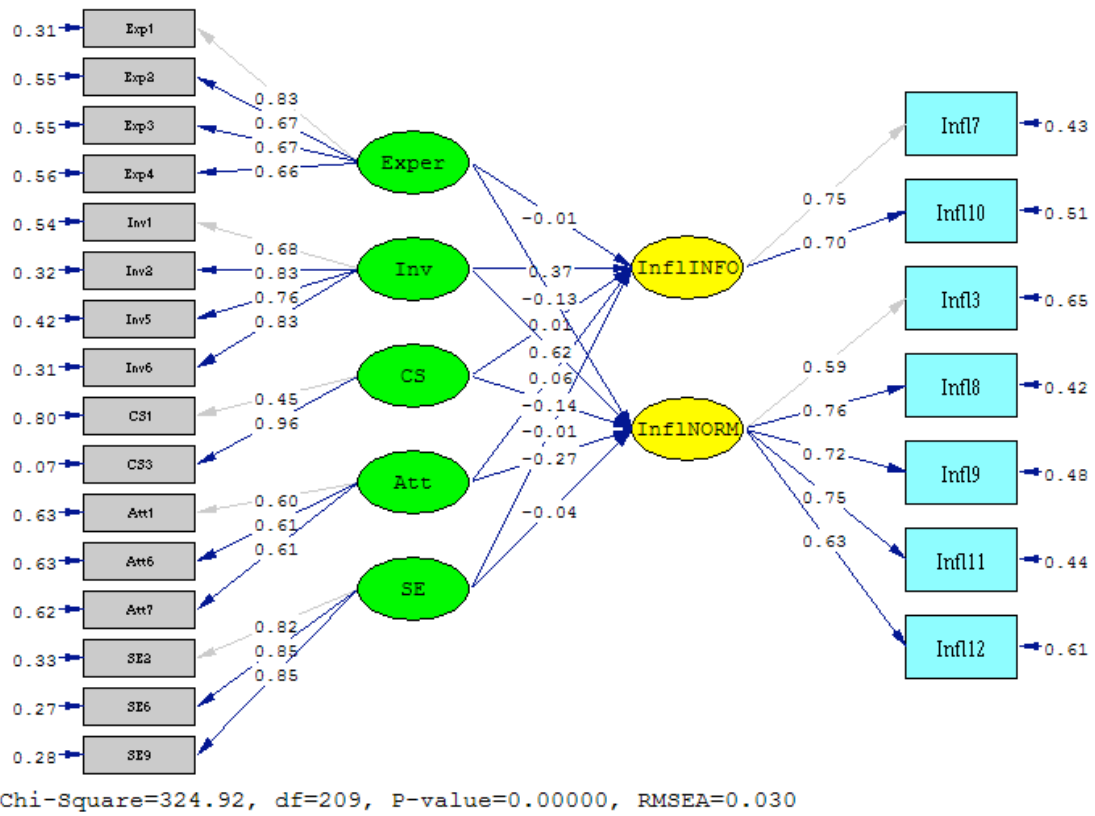 0.31 Exp1
0.55 Exp2
0.55 Exp3
0.56 Exp4
0.54 Inv1
0.32 Inv2
0.42 Inv5
0.31 Inv6
0.80 CS1
0.07 CS3
0.63 Att1
0.63 Att6
0.62 Att7
0.33 SE2
0.27 SE6
0.28 SE9
0.83
0.67
0.67
0.66
0.68
0.83
0.76
0.83
0.45
0.96
0.60
0.61
0.61
0.82
0.85
0.85
Exper
Inv
CS
Att
SE
-0.01
0.37
-0.13
0.01
0.62
0.06
-0.14
-0.01
-0.27
-0.04
InflINFO
InflNORM
0.75
0.70
0.59
0.76
0.72
0.75
0.63
Infl7 0.43
Infl10 0.51
Infl3 0.65
Infl8 0.42
Infl9 0.48
Infl11 0.44
Infl12 0.61
Chi-Square=324.92, df=209, P-value=0.00000, RMSEA=0.030